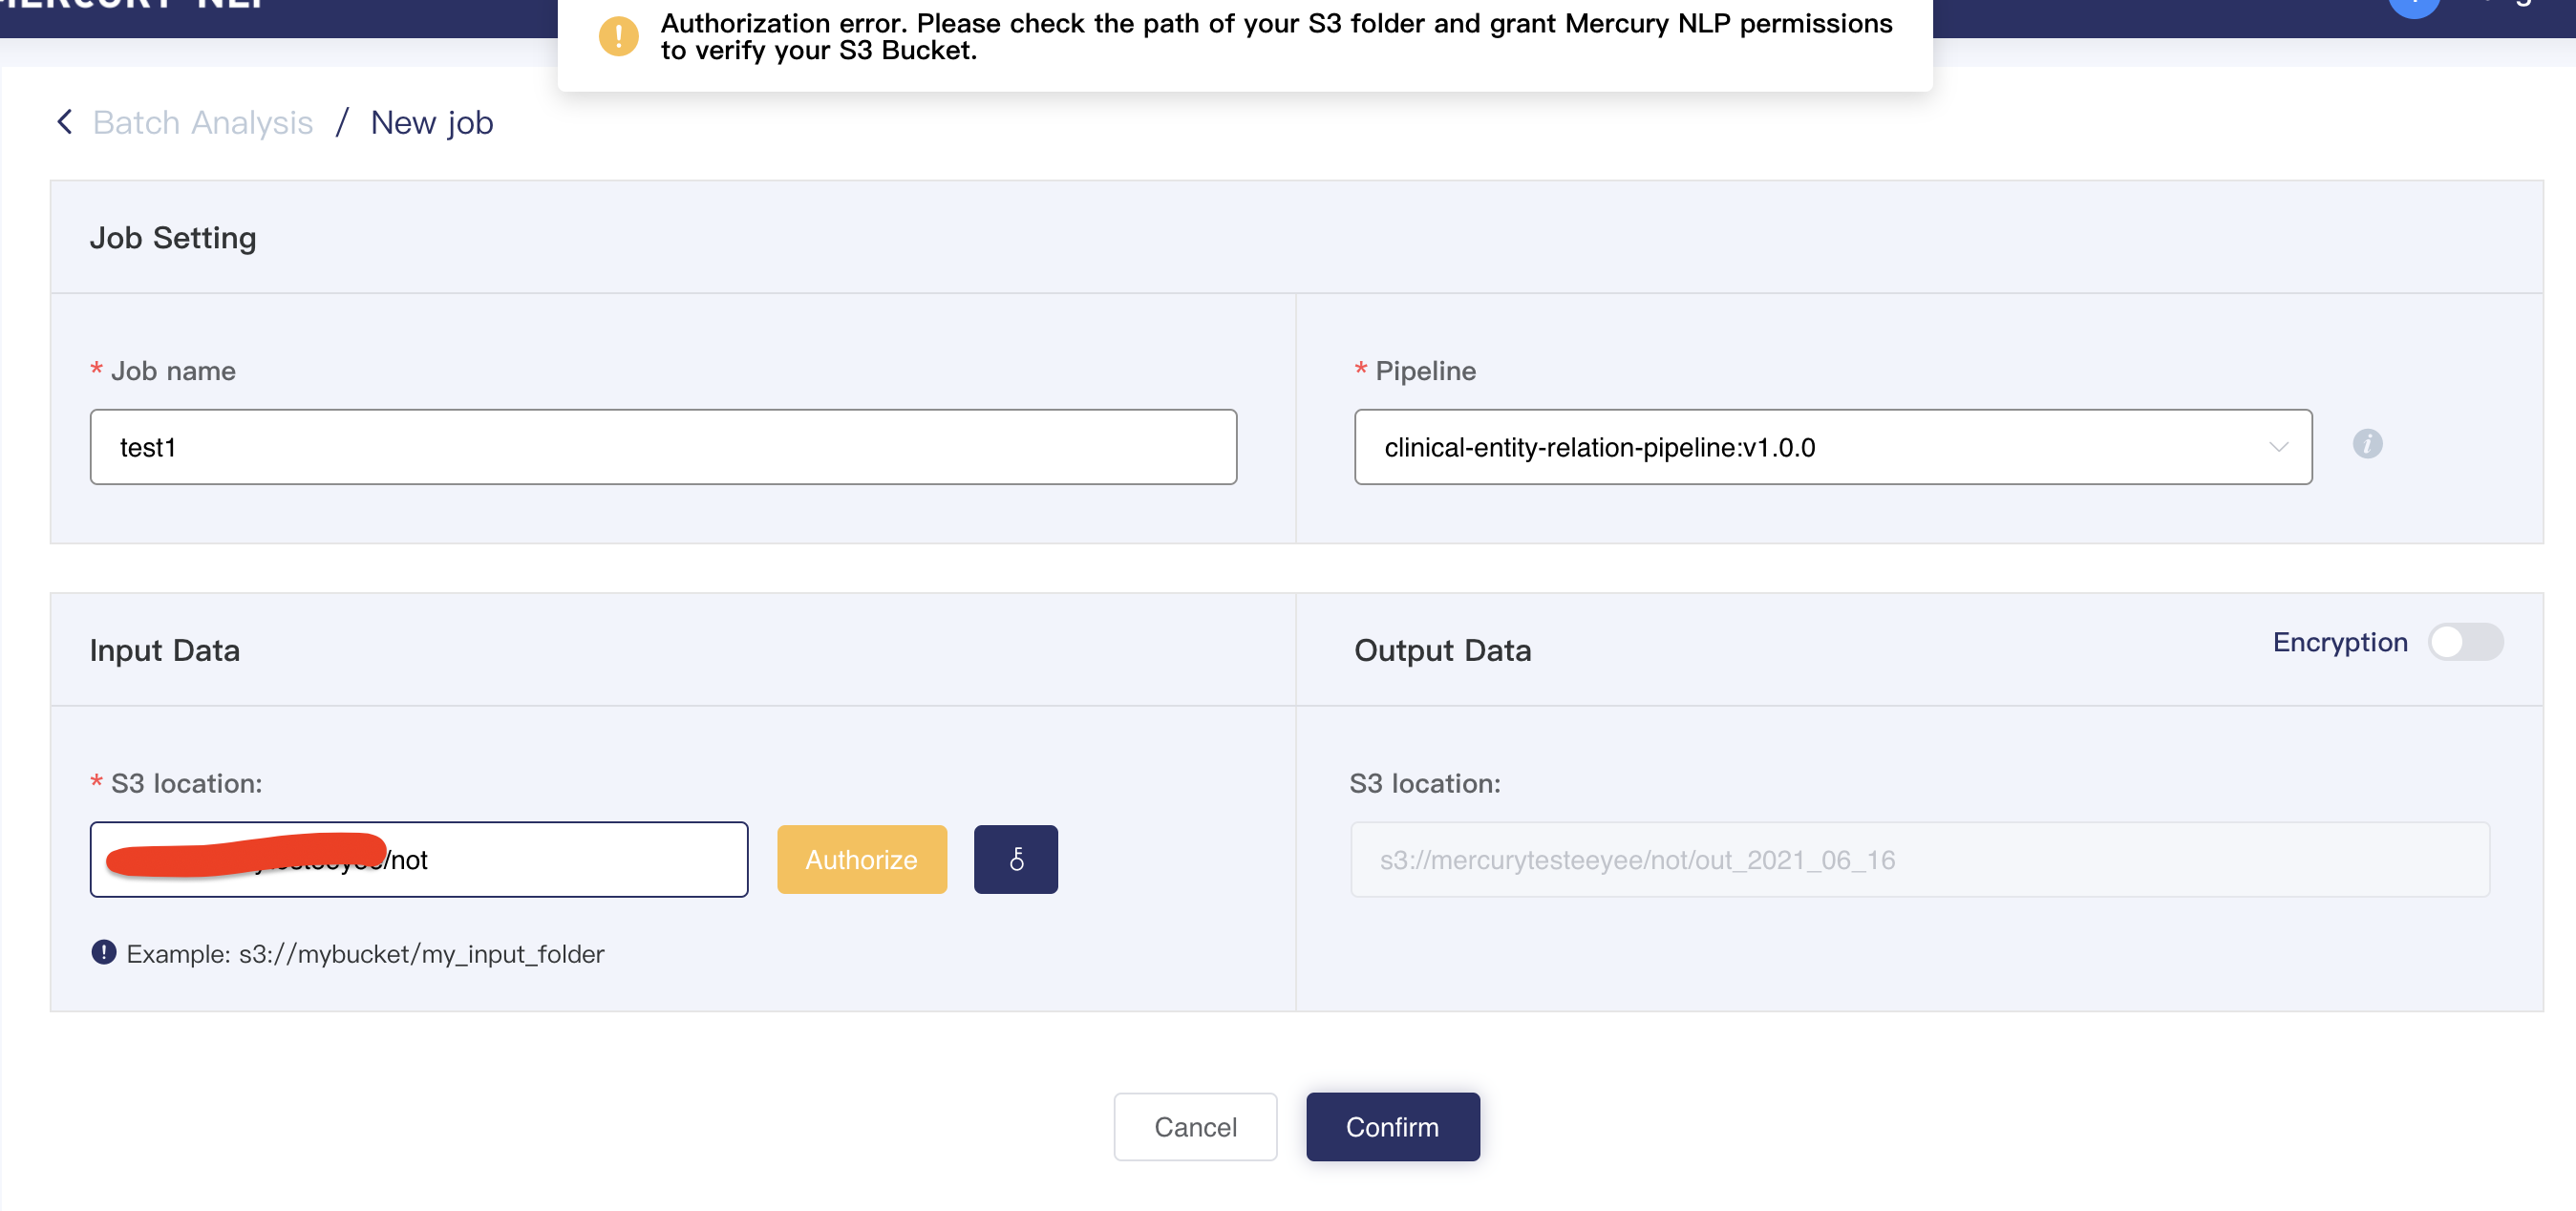 MERCURY NLP
Authorization error. Please check the path of your S3 folder and grant Mercury NLP permissions
to verify your S3 Bucket.
Batch Analysis / New job
Job Setting
* Job name
* Pipeline
test1
clinical-entity-relation-pipeline:v1.0.0
Input Data
Output Data
Encryption
* S3 location:
S3 location:
/not
Authorize
s3://mercurytesteeyee/not/out_2021_06_16
Example: s3://mybucket/my_input_folder
Cancel
Confirm